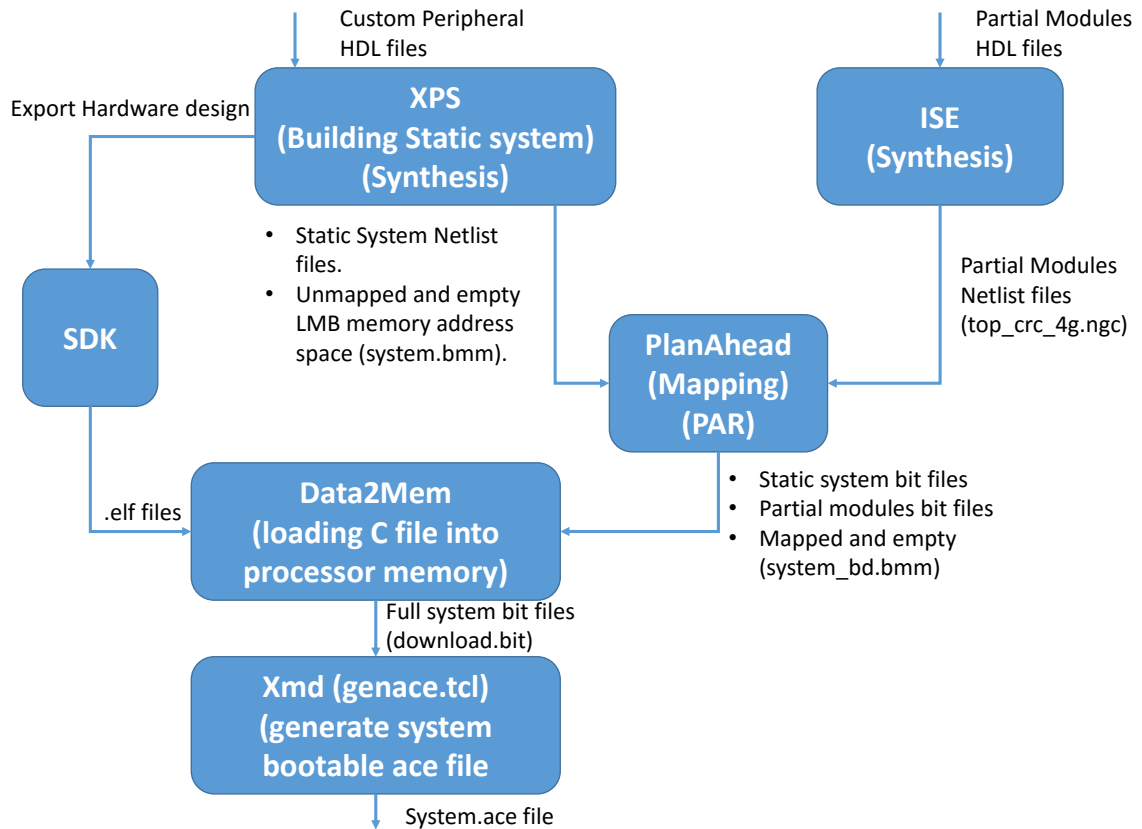 Custom Peripheral
HDL files
Partial Modules
HDL files
Export Hardware design
XPS
(Building Static system)
(Synthesis)
ISE
(Synthesis)
• Static System Netlist
files.
• Unmapped and empty
LMB memory address
space (system.bmm).
Partial Modules
Netlist files
(top_crc_4g.ngc)
SDK
PlanAhead
(Mapping)
(PAR)
• Static system bit files
• Partial modules bit files
• Mapped and empty
(system_bd.bmm)
.elf files
Data2Mem
(loading C file into
processor memory)
Full system bit files
(download.bit)
Xmd (genace.tcl)
(generate system
bootable ace file
System.ace file